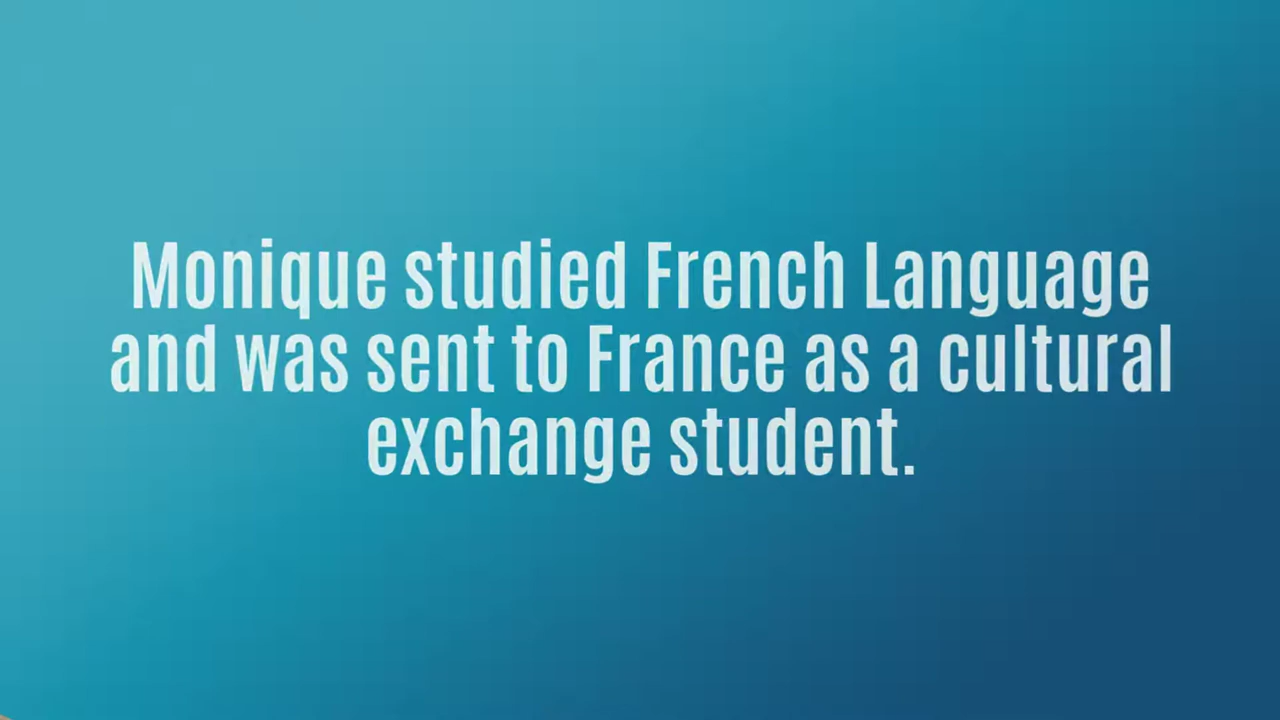 Monique studied French Language
and was sent to France as a cultural
exchange student.